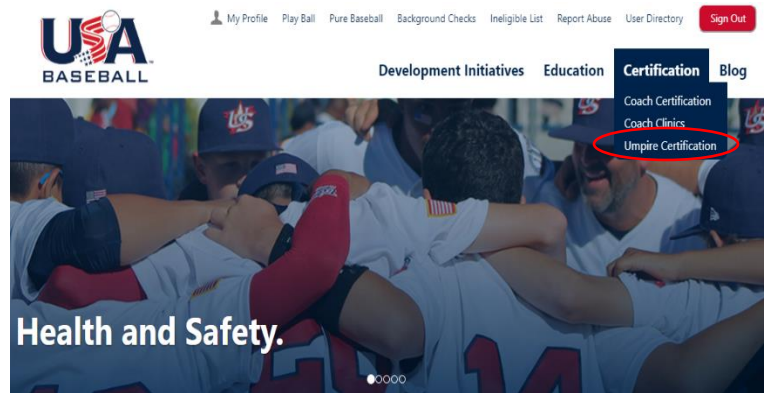 My Profile Play Ball Pure Baseball Background Checks Ineligible List Report Abuse User Directory Sign Out
USA
BASEBALL
Development Initiatives Education Certification Blog
Coach Certification
Coach Clinics
Umpire Certification
Health and Safety.
14